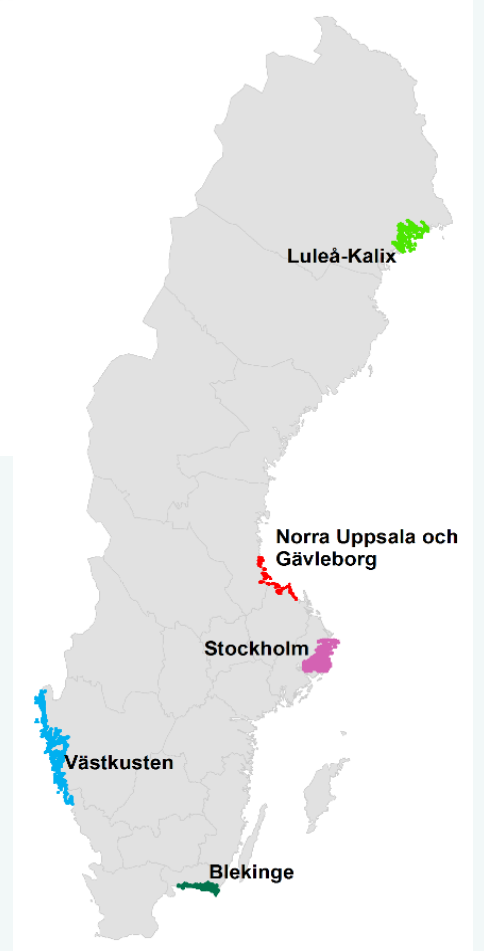 Luleå-Kalix
Norra Uppsala och
Gävleborg
Stockholm
Västkusten
Blekinge